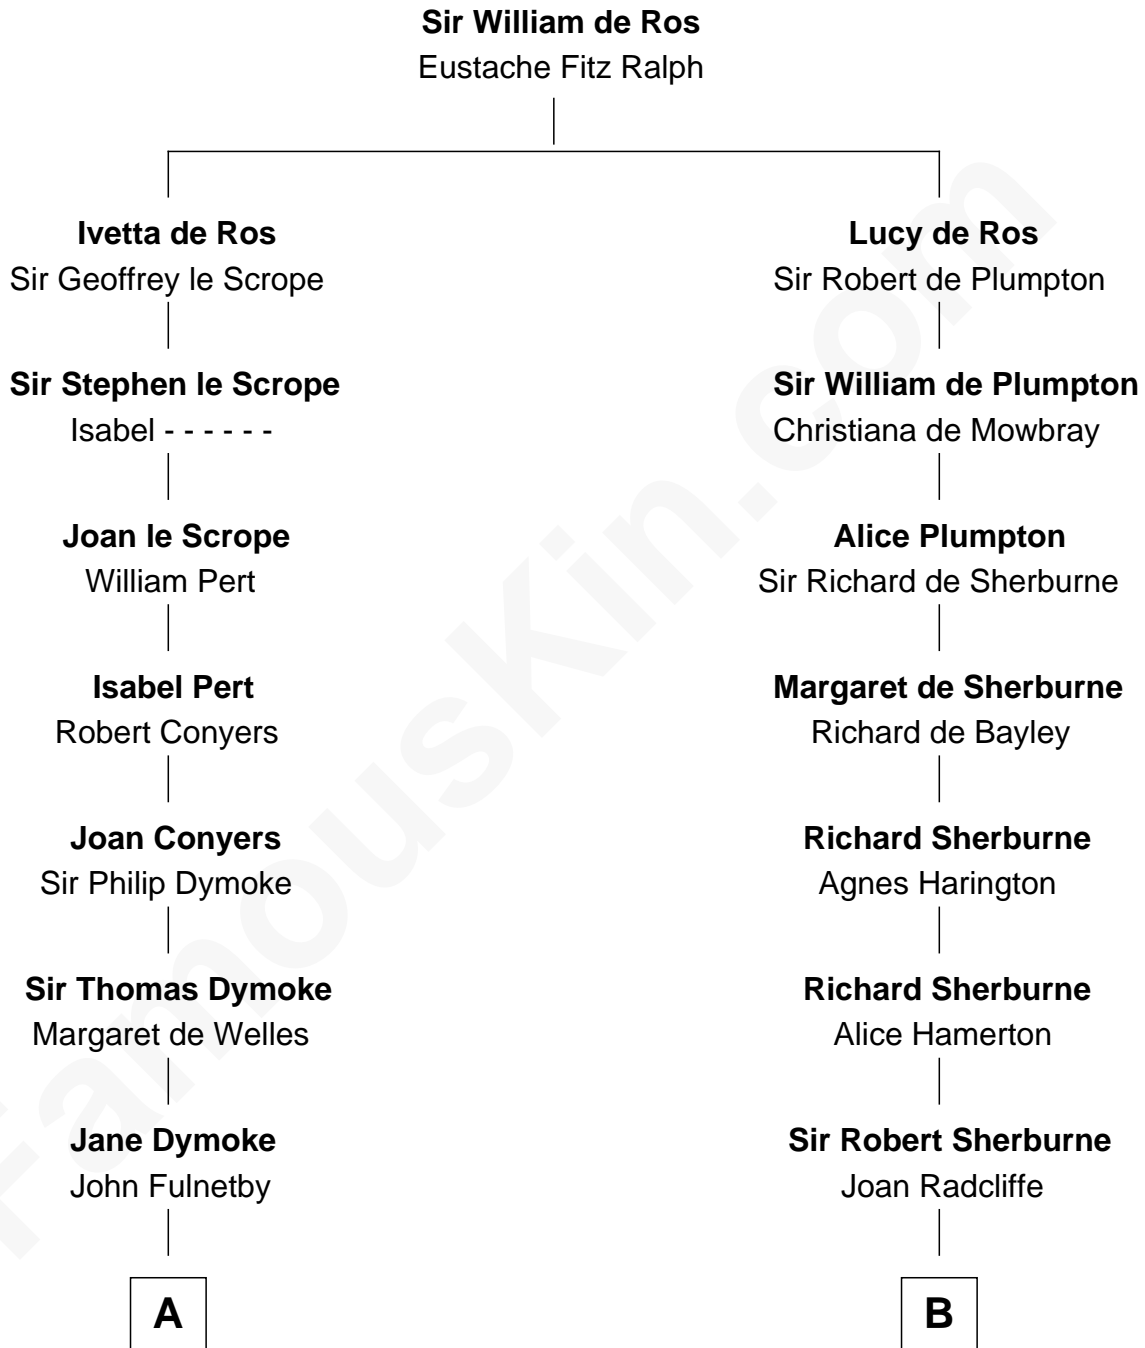 Sir William de Ros
Eustache Fitz Ralph
Ivetta de Ros
Sir Geoffrey le Scrope
Lucy de Ros
Sir Robert de Plumpton
Sir Stephen le Scrope
Isabel - - - - - -
Sir William de Plumpton
Christiana de Mowbray
Joan le Scrope
William Pert
Alice Plumpton
Sir Richard de Sherburne
Isabel Pert
Robert Conyers
Margaret de Sherburne
Richard de Bayley
Joan Conyers
Sir Philip Dymoke
Richard Sherburne
Agnes Harington
Sir Thomas Dymoke
Margaret de Welles
Richard Sherburne
Alice Hamerton
Jane Dymoke
John Fulnetby
Sir Robert Sherburne
Joan Radcliffe
A
B
FamousKin.com